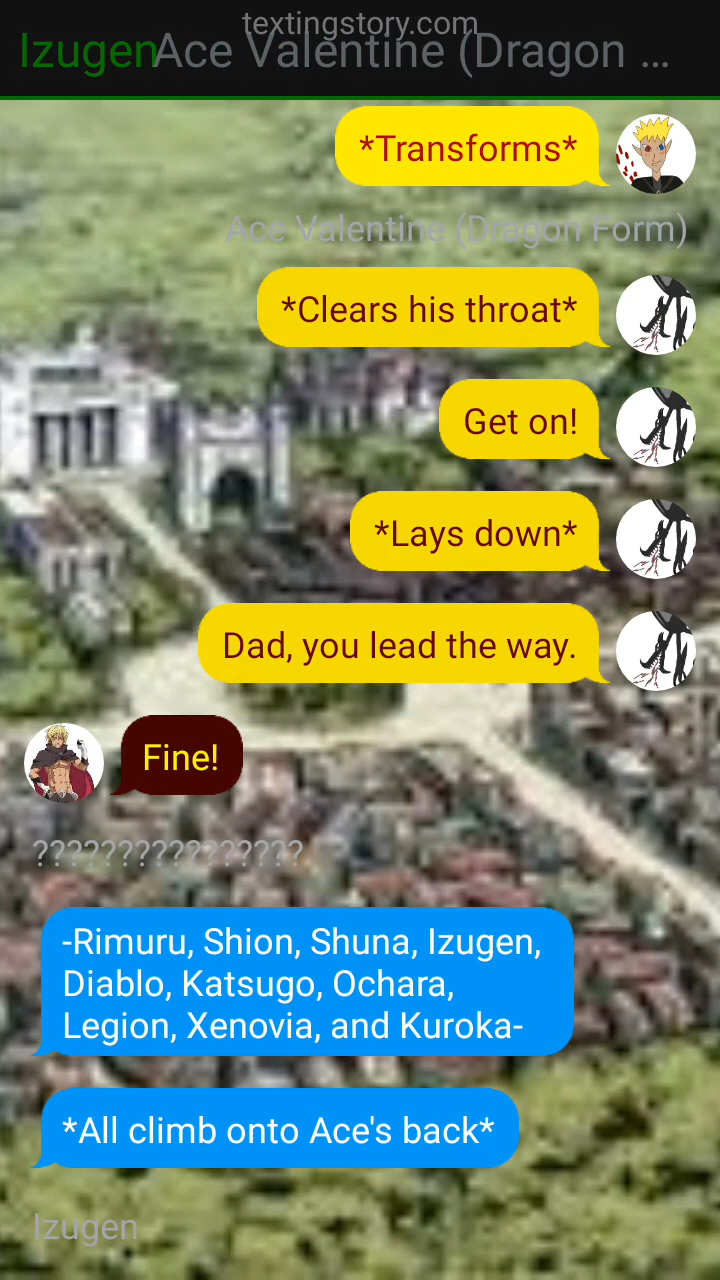 textingstory.com
Izugen Ace Valentine (Dragon ...
*Transforms*
Ace Valentine (Dragon Form)
*Clears his throat*
Get on!
*Lays down*
Dad, you lead the way.
Fine!
????????????????
-Rimuru, Shion, Shuna, Izugen,
Diablo, Katsugo, Ochara,
Legion, Xenovia, and Kuroka-
*All climb onto Ace's back*
Izugen